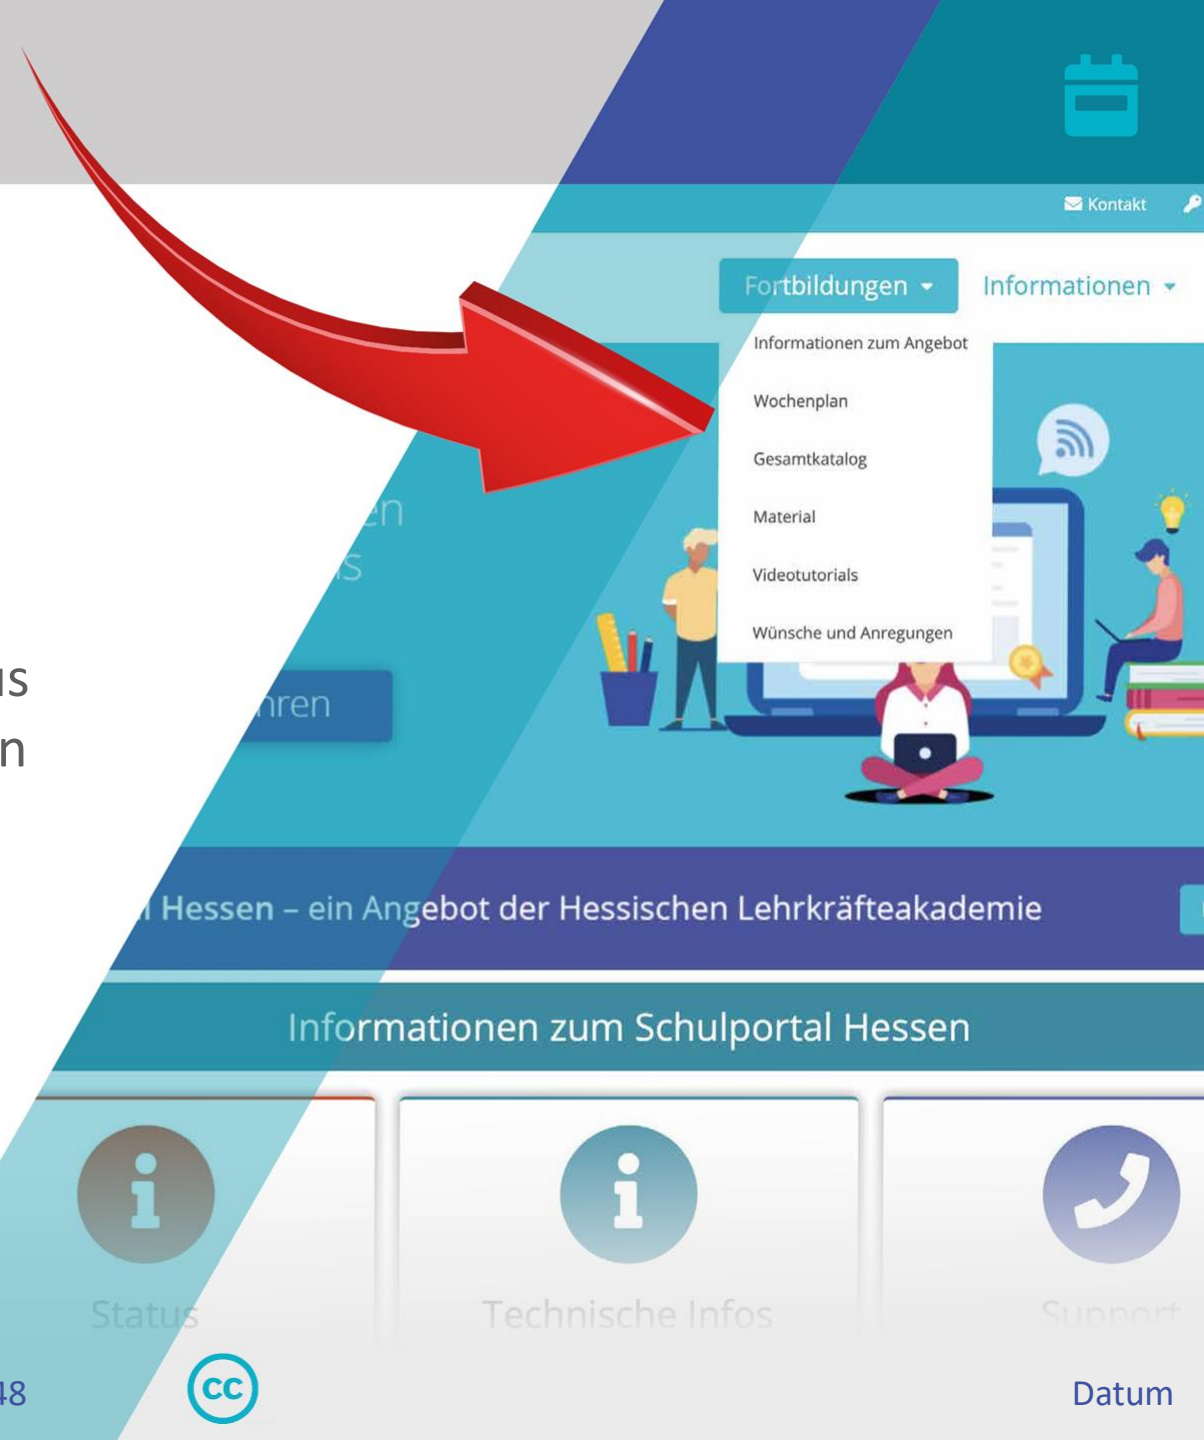 Kontakt
Fortbildungen
Informationen
Informationen zum Angebot
Wochenplan
Gesamtkatalog
Material
Videotutorials
Wünsche und Anregungen
Hessen – ein Angebot der Hessischen Lehrkräfteakademie
Informationen zum Schulportal Hessen
Status
Technische Infos
Support
48
cc
Datum